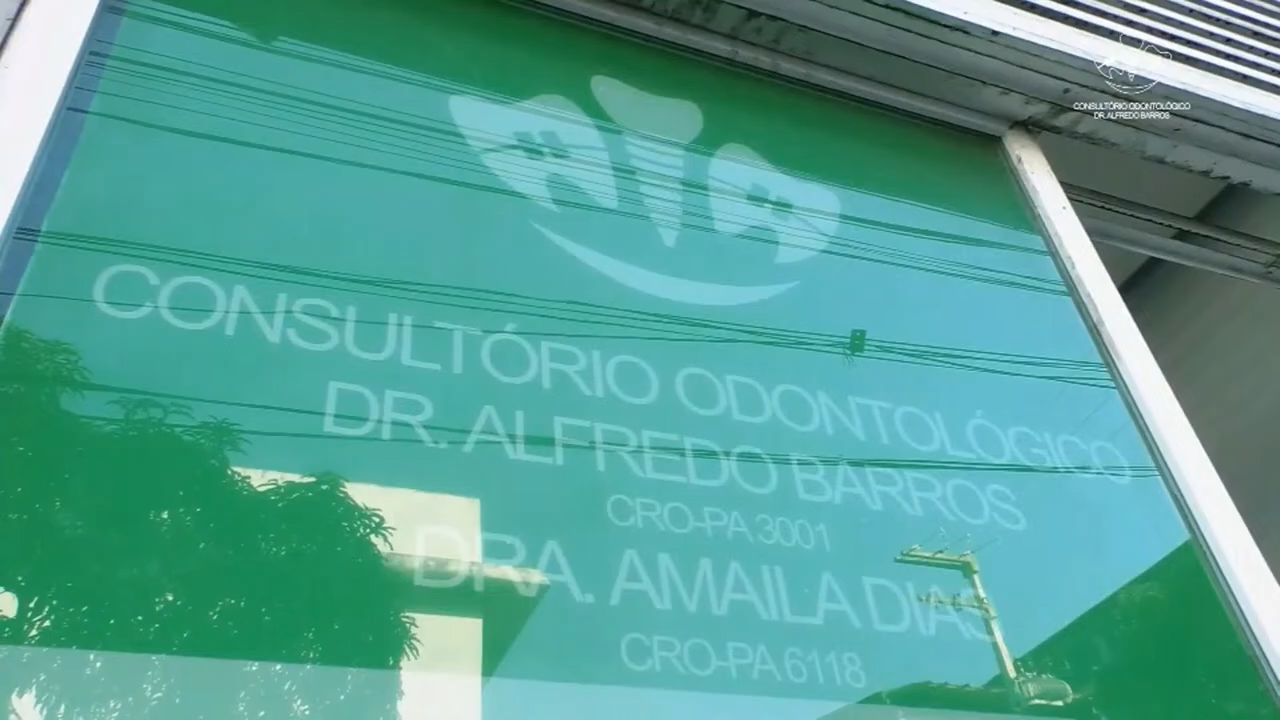 CONSULTÓRIO ODONTOLÓGICO
DR. ALFREDO BARROS
CONSULTÓRIO ODONTOLÓGICO
DR. ALFREDO BARROS
CRO-PA 3001
DRA. AMAILA DIAS
CRO-PA 6118